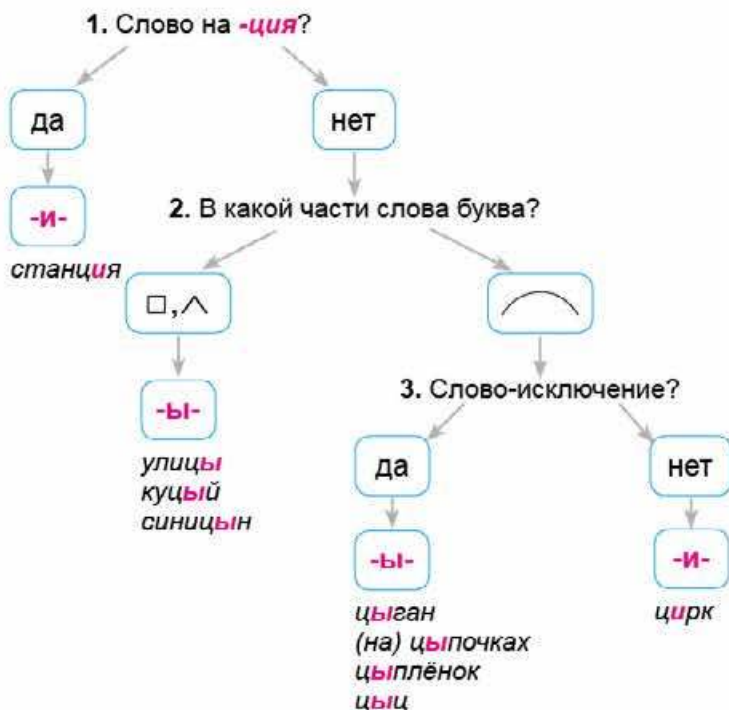 1. Слово на -ция?
да
нет
-и-
станция
2. В какой части слова буква?
-ы-
улицы
куцый
синицын
3. Слово-исключение?
да
нет
-ы-
-и-
цыган
(на) цыпочках
цыплёнок
цыц
цирк